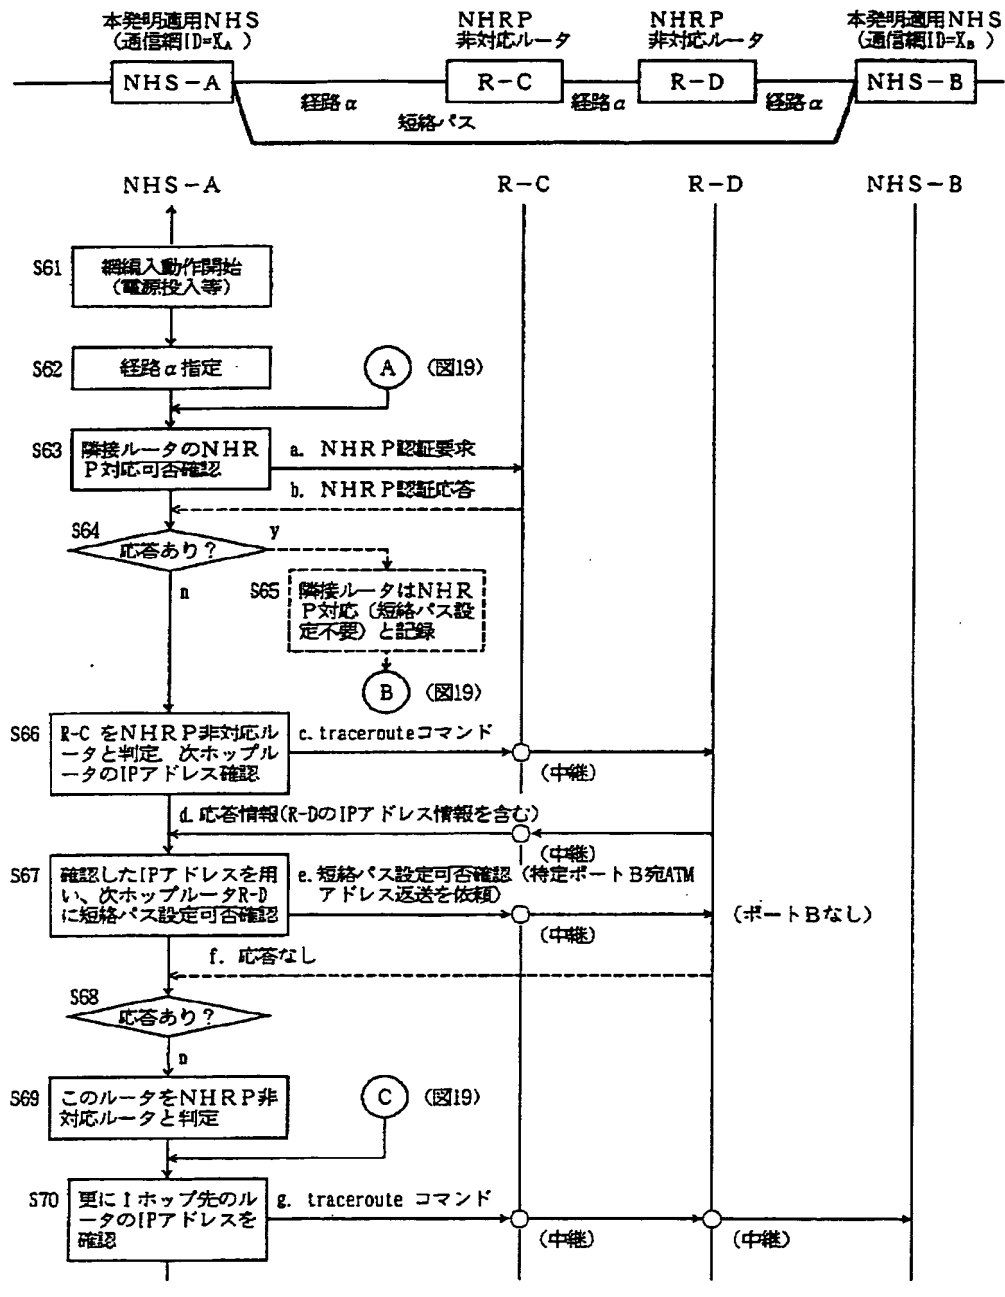 本発明適用NHS
(通信網ID=XA )
NHRP
非対応ルータ
NHRP
非対応ルータ
本発明適用NHS
(通信網ID=XB )
NHS-A
R-C
R-D
NHS-B
経路α
経路α
経路α
短絡パス
NHS-A
R-C
R-D
NHS-B
S61
網編入動作開始
(電源投入等)
S62
経路α指定
A
(図19)
S63
隣接ルータのNHR
P対応可否確認
a. NHRP認証要求
b. NHRP認証応答
S64
応答あり?
y
n
S65
隣接ルータはNHR
P対応(短絡パス設
定不要)と記録
B
(図19)
S66
R-C をNHRP非対応ル
ータと判定, 次ホップル
ータのIPアドレス確認
c. tracerouteコマンド
(中継)
d. 応答情報(R-DのIPアドレス情報を含む)
(中継)
S67
確認したIPアドレスを用
い、次ホップルータR-D
に短絡パス設定可否確認
e. 短絡パス設定可否確認(特定ポートB宛ATM
アドレス返送を依頼)
(中継)
(ポートBなし)
f. 応答なし
S68
応答あり?
n
S69
このルータをNHRP非
対応ルータと判定
C
(図19)
S70
更に1ホップ先のル
ータのIPアドレスを
確認
g. traceroute コマンド
(中継)
(中継)